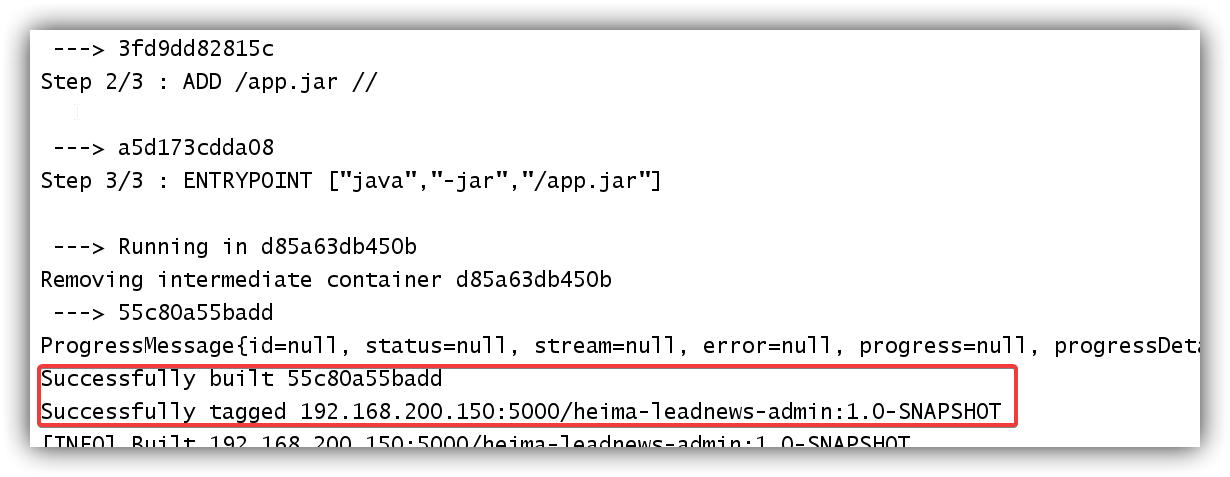 ---> 3fd9dd82815c
Step 2/3 : ADD /app.jar //
---> a5d173cdda08
Step 3/3 : ENTRYPOINT ["java","-jar","/app.jar"]
---> Running in d85a63db450b
Removing intermediate container d85a63db450b
---> 55c80a55badd
ProgressMessage{id=null, status=null, stream=null, error=null, progress=null, progressDeta
Successfully built 55c80a55badd
Successfully tagged 192.168.200.150:5000/heima-leadnews-admin:1.0-SNAPSHOT
[INFO] Built 192.168.200.150:5000/heima-leadnews-admin:1.0-SNAPSHOT